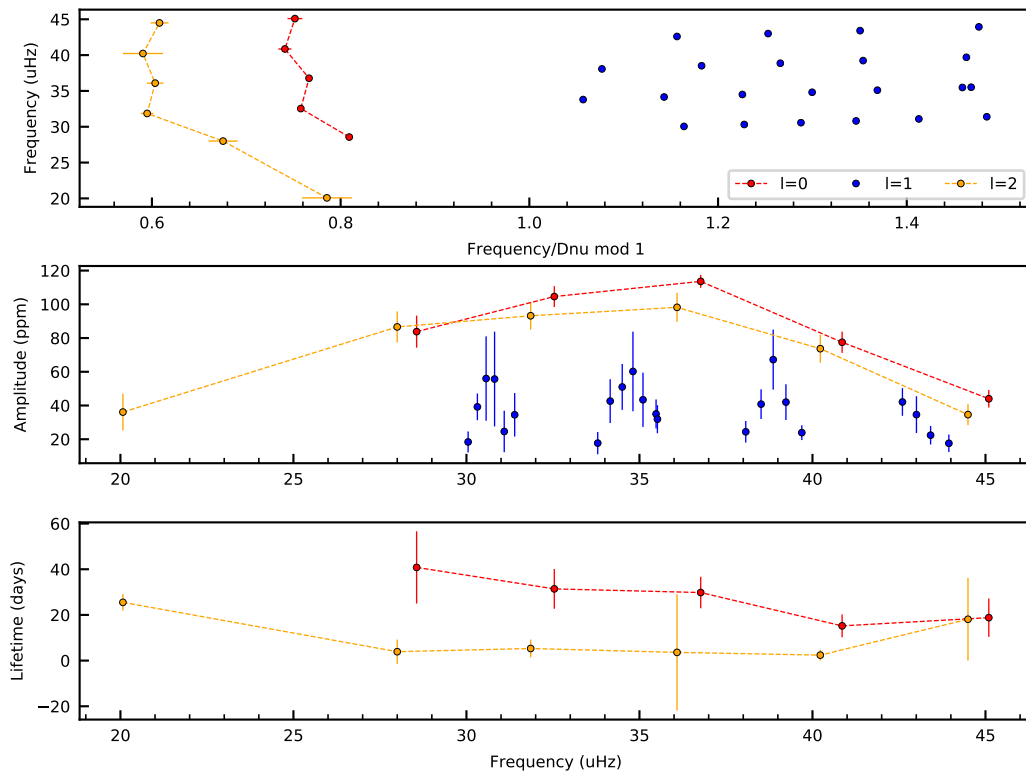 45
40
35
30
25
20
Frequency (uHz)
l=0 l=1 l=2
0.6 0.8 1.0 1.2 1.4
Frequency/Dnu mod 1
120
100
80
60
40
20
Amplitude (ppm)
20 25 30 35 40 45
60
40
20
0
−20
Lifetime (days)
20 25 30 35 40 45
Frequency (uHz)